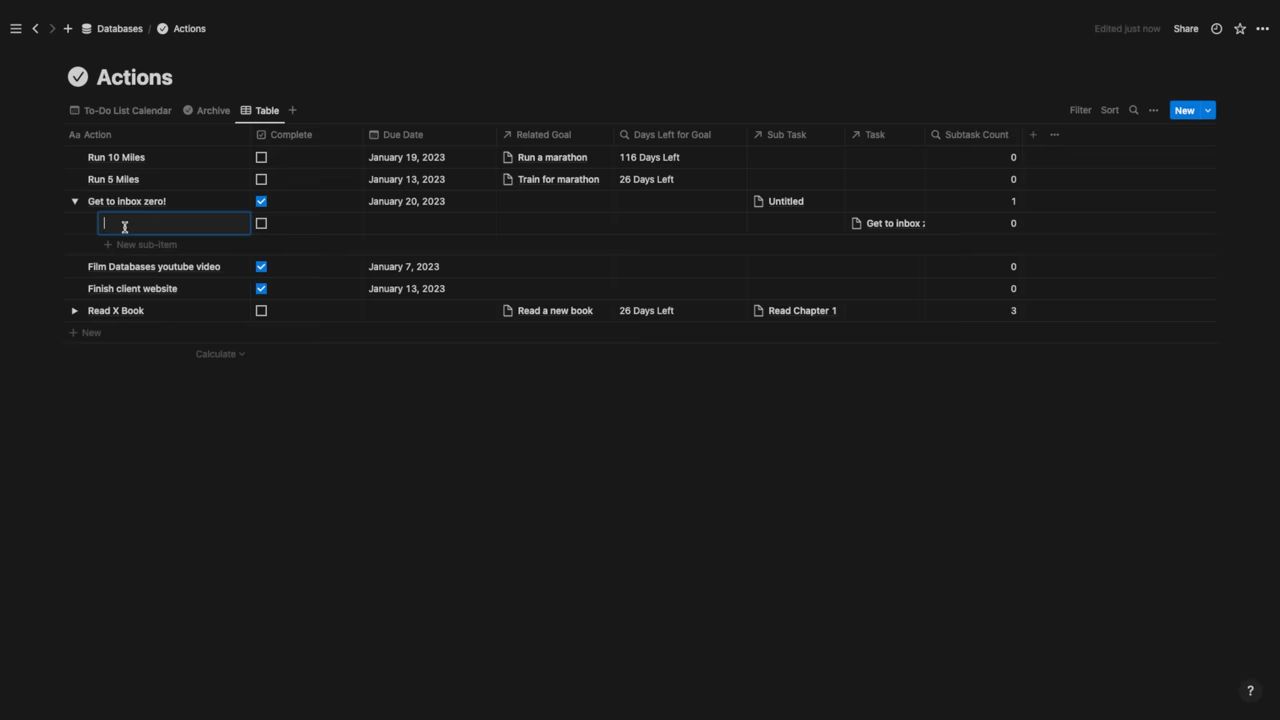 Databases / Actions Edited just now Share
Actions
To-Do List Calendar Archive Table Filter Sort New
Aa Action Complete Due Date Related Goal Days Left for Goal Sub Task Task Subtask Count
Run 10 Miles January 19, 2023 Run a marathon 116 Days Left 0
Run 5 Miles January 13, 2023 Train for marathon 26 Days Left 0
Get to inbox zero! January 20, 2023 Untitled 1
Get to inbox z 0
+ New sub-item
Film Databases youtube video January 7, 2023 0
Finish client website January 13, 2023 0
Read X Book Read a new book 26 Days Left Read Chapter 1 3
+ New
Calculate
?